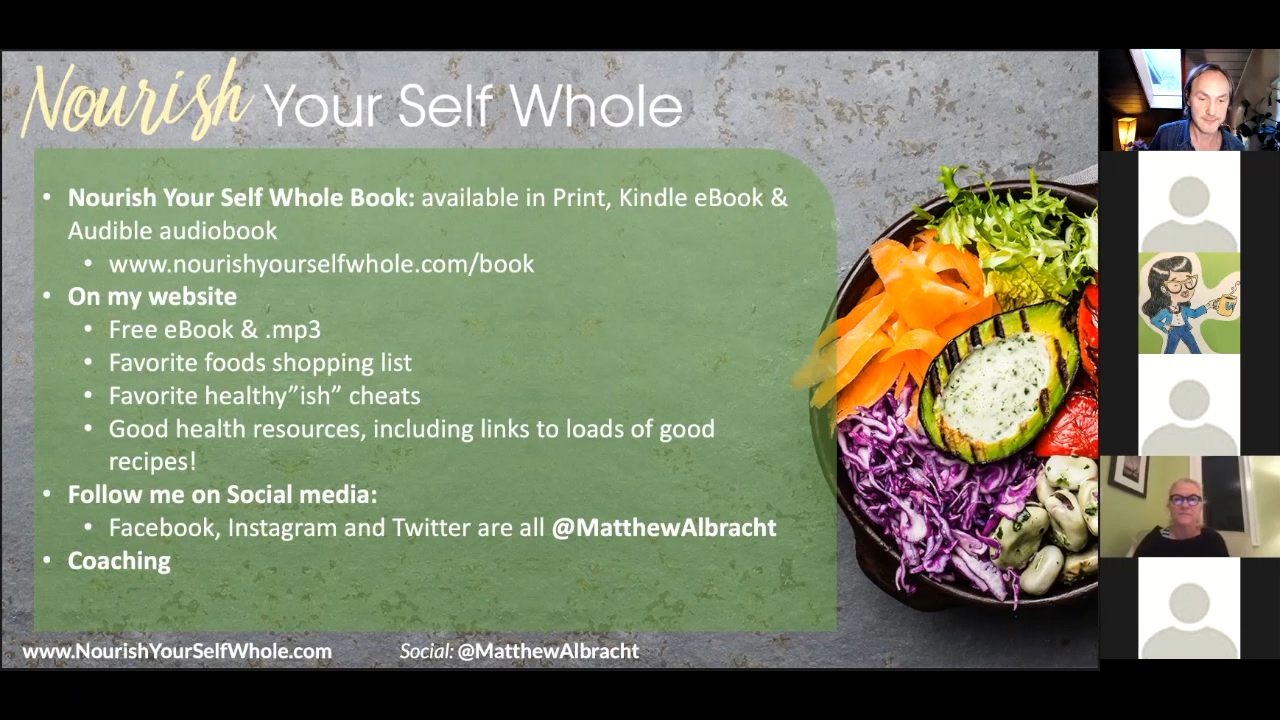 Nourish Your Self Whole
• Nourish Your Self Whole Book: available in Print, Kindle eBook &
Audible audiobook
• www.nourishyourselfwhole.com/book
• On my website
• Free eBook & .mp3
• Favorite foods shopping list
• Favorite healthy”ish” cheats
• Good health resources, including links to loads of good
recipes!
• Follow me on Social media:
• Facebook, Instagram and Twitter are all @MatthewAlbracht
• Coaching
www.NourishYourSelfWhole.com Social: @MatthewAlbracht